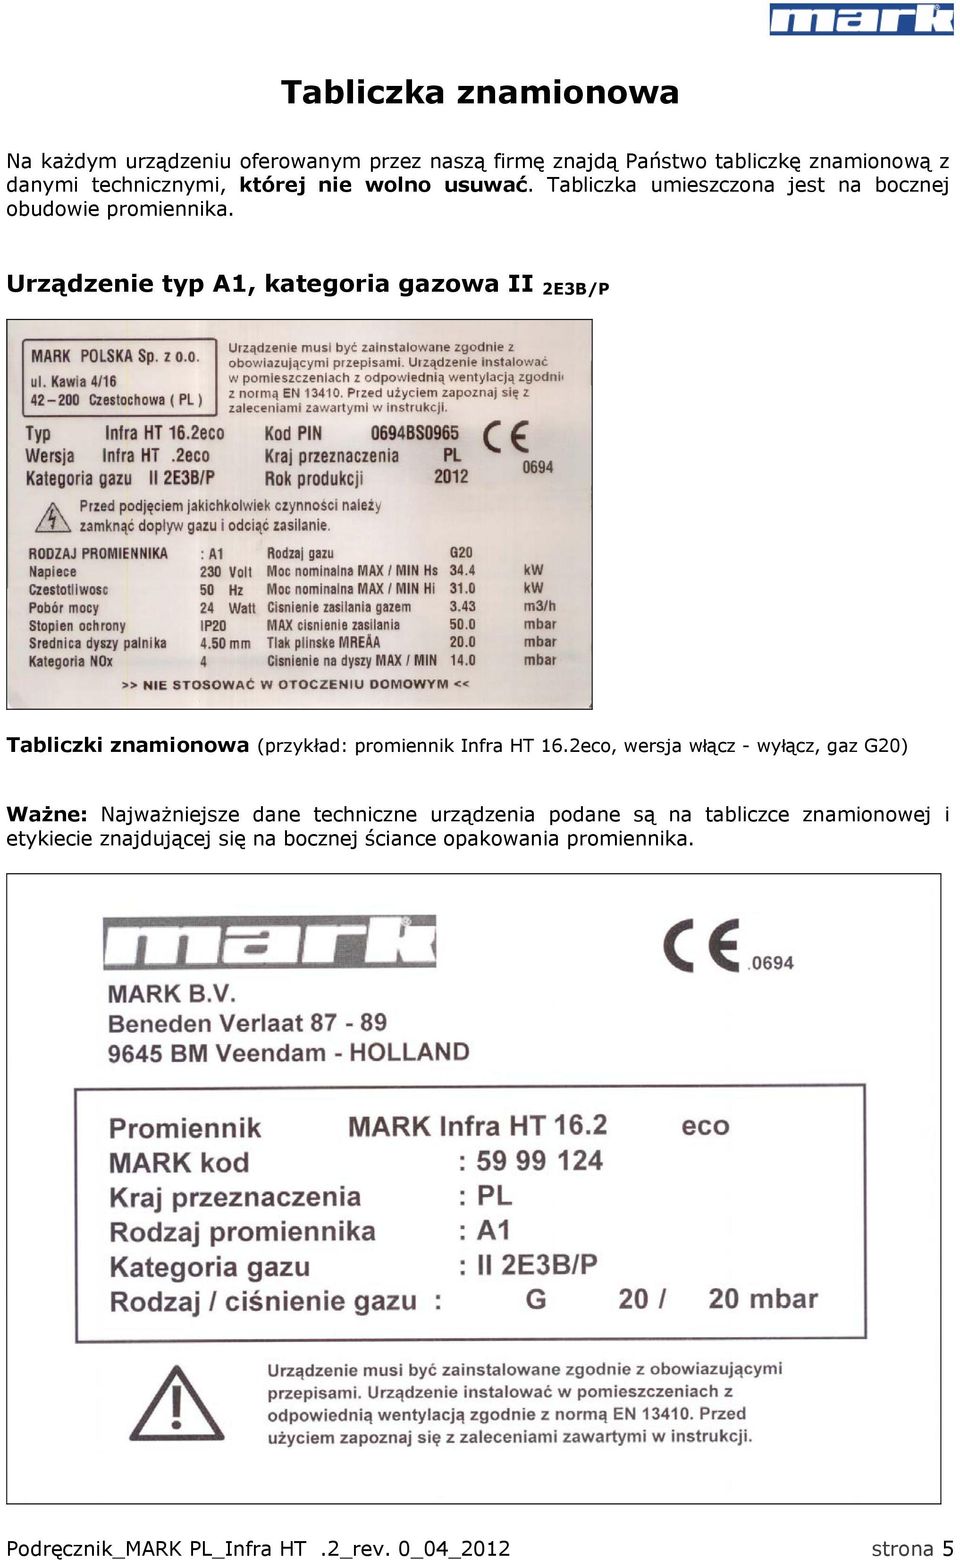 mark
Tabliczka znamionowa
Na każdym urządzeniu oferowanym przez naszą firmę znajdą Państwo tabliczkę znamionową z
danymi technicznymi, której nie wolno usuwać. Tabliczka umieszczona jest na bocznej
obudowie promiennika.
Urządzenie typ A1, kategoria gazowa II 2E3B/P
MARK POLSKA Sp. z o.o.
ul. Kawia 4/16
42-200 Czestochowa ( PL )
Urządzenie musi być zainstalowane zgodnie z
obowiazującymi przepisami. Urządzenie instalować
w pomieszczeniach z odpowiednią wentylacją zgodni
z normą EN 13410. Przed użyciem zapoznaj się z
zaleceniami zawartymi w instrukcji.
Typ Infra HT 16.2eco Kod PIN 0694BS0965 CE
Wersja Infra HT .2eco Kraj przeznaczenia PL 0694
Kategoria gazu II 2E3B/P Rok produkcji 2012
Przed podjęciem jakichkolwiek czynności należy
zamknąć dopływ gazu i odciąć zasilanie.
RODZAJ PROMIENNIKA : A1 Rodzaj gazu G20
Napiece 230 Volt Moc nominalna MAX / MIN Hs 34.4 kW
Czestotliwosc 50 Hz Moc nominalna MAX / MIN Hi 31.0 kW
Pobór mocy 24 Watt Cisnienie zasilania gazem 3.43 m3/h
Stopien ochrony IP20 MAX cisnienie zasilania 50.0 mbar
Srednica dyszy palnika 4.50 mm Tlak plinske MREÄA 20.0 mbar
Kategoria NOx 4 Cisnienie na dyszy MAX / MIN 14.0 mbar
>> NIE STOSOWAĆ W OTOCZENIU DOMOWYM <<
Tabliczki znamionowa (przykład: promiennik Infra HT 16.2eco, wersja włącz - wyłącz, gaz G20)
Ważne: Najważniejsze dane techniczne urządzenia podane są na tabliczce znamionowej i
etykiecie znajdującej się na bocznej ściance opakowania promiennika.
mark®
CE .0694
MARK B.V.
Beneden Verlaat 87 - 89
9645 BM Veendam - HOLLAND
Promiennik MARK Infra HT 16.2 eco
MARK kod : 59 99 124
Kraj przeznaczenia : PL
Rodzaj promiennika : A1
Kategoria gazu : II 2E3B/P
Rodzaj / ciśnienie gazu : G 20 / 20 mbar
Urządzenie musi być zainstalowane zgodnie z obowiazującymi
przepisami. Urządzenie instalować w pomieszczeniach z
odpowiednią wentylacją zgodnie z normą EN 13410. Przed
użyciem zapoznaj się z zaleceniami zawartymi w instrukcji.
Podręcznik_MARK PL_Infra HT .2_rev. 0_04_2012 strona 5